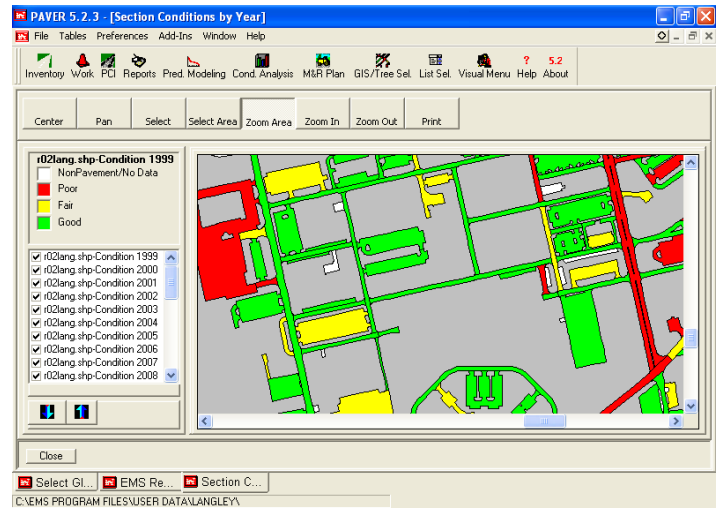 PAVER 5.2.3 - [Section Conditions by Year]
File Tables Preferences Add-Ins Window Help
? 5.2
Inventory Work PCI Reports Pred. Modeling Cond. Analysis M&R Plan GIS/Tree Sel. List Sel. Visual Menu Help About
Center Pan Select Select Area Zoom Area Zoom In Zoom Out Print
r02lang.shp-Condition 1999
NonPavement/No Data
Poor
Fair
Good
r02lang.shp-Condition 1999
r02lang.shp-Condition 2000
r02lang.shp-Condition 2001
r02lang.shp-Condition 2002
r02lang.shp-Condition 2003
r02lang.shp-Condition 2004
r02lang.shp-Condition 2005
r02lang.shp-Condition 2006
r02lang.shp-Condition 2007
r02lang.shp-Condition 2008
Close
Select GI... EMS Re... Section C...
C:\EMS PROGRAM FILES\USER DATA\LANGLEY\